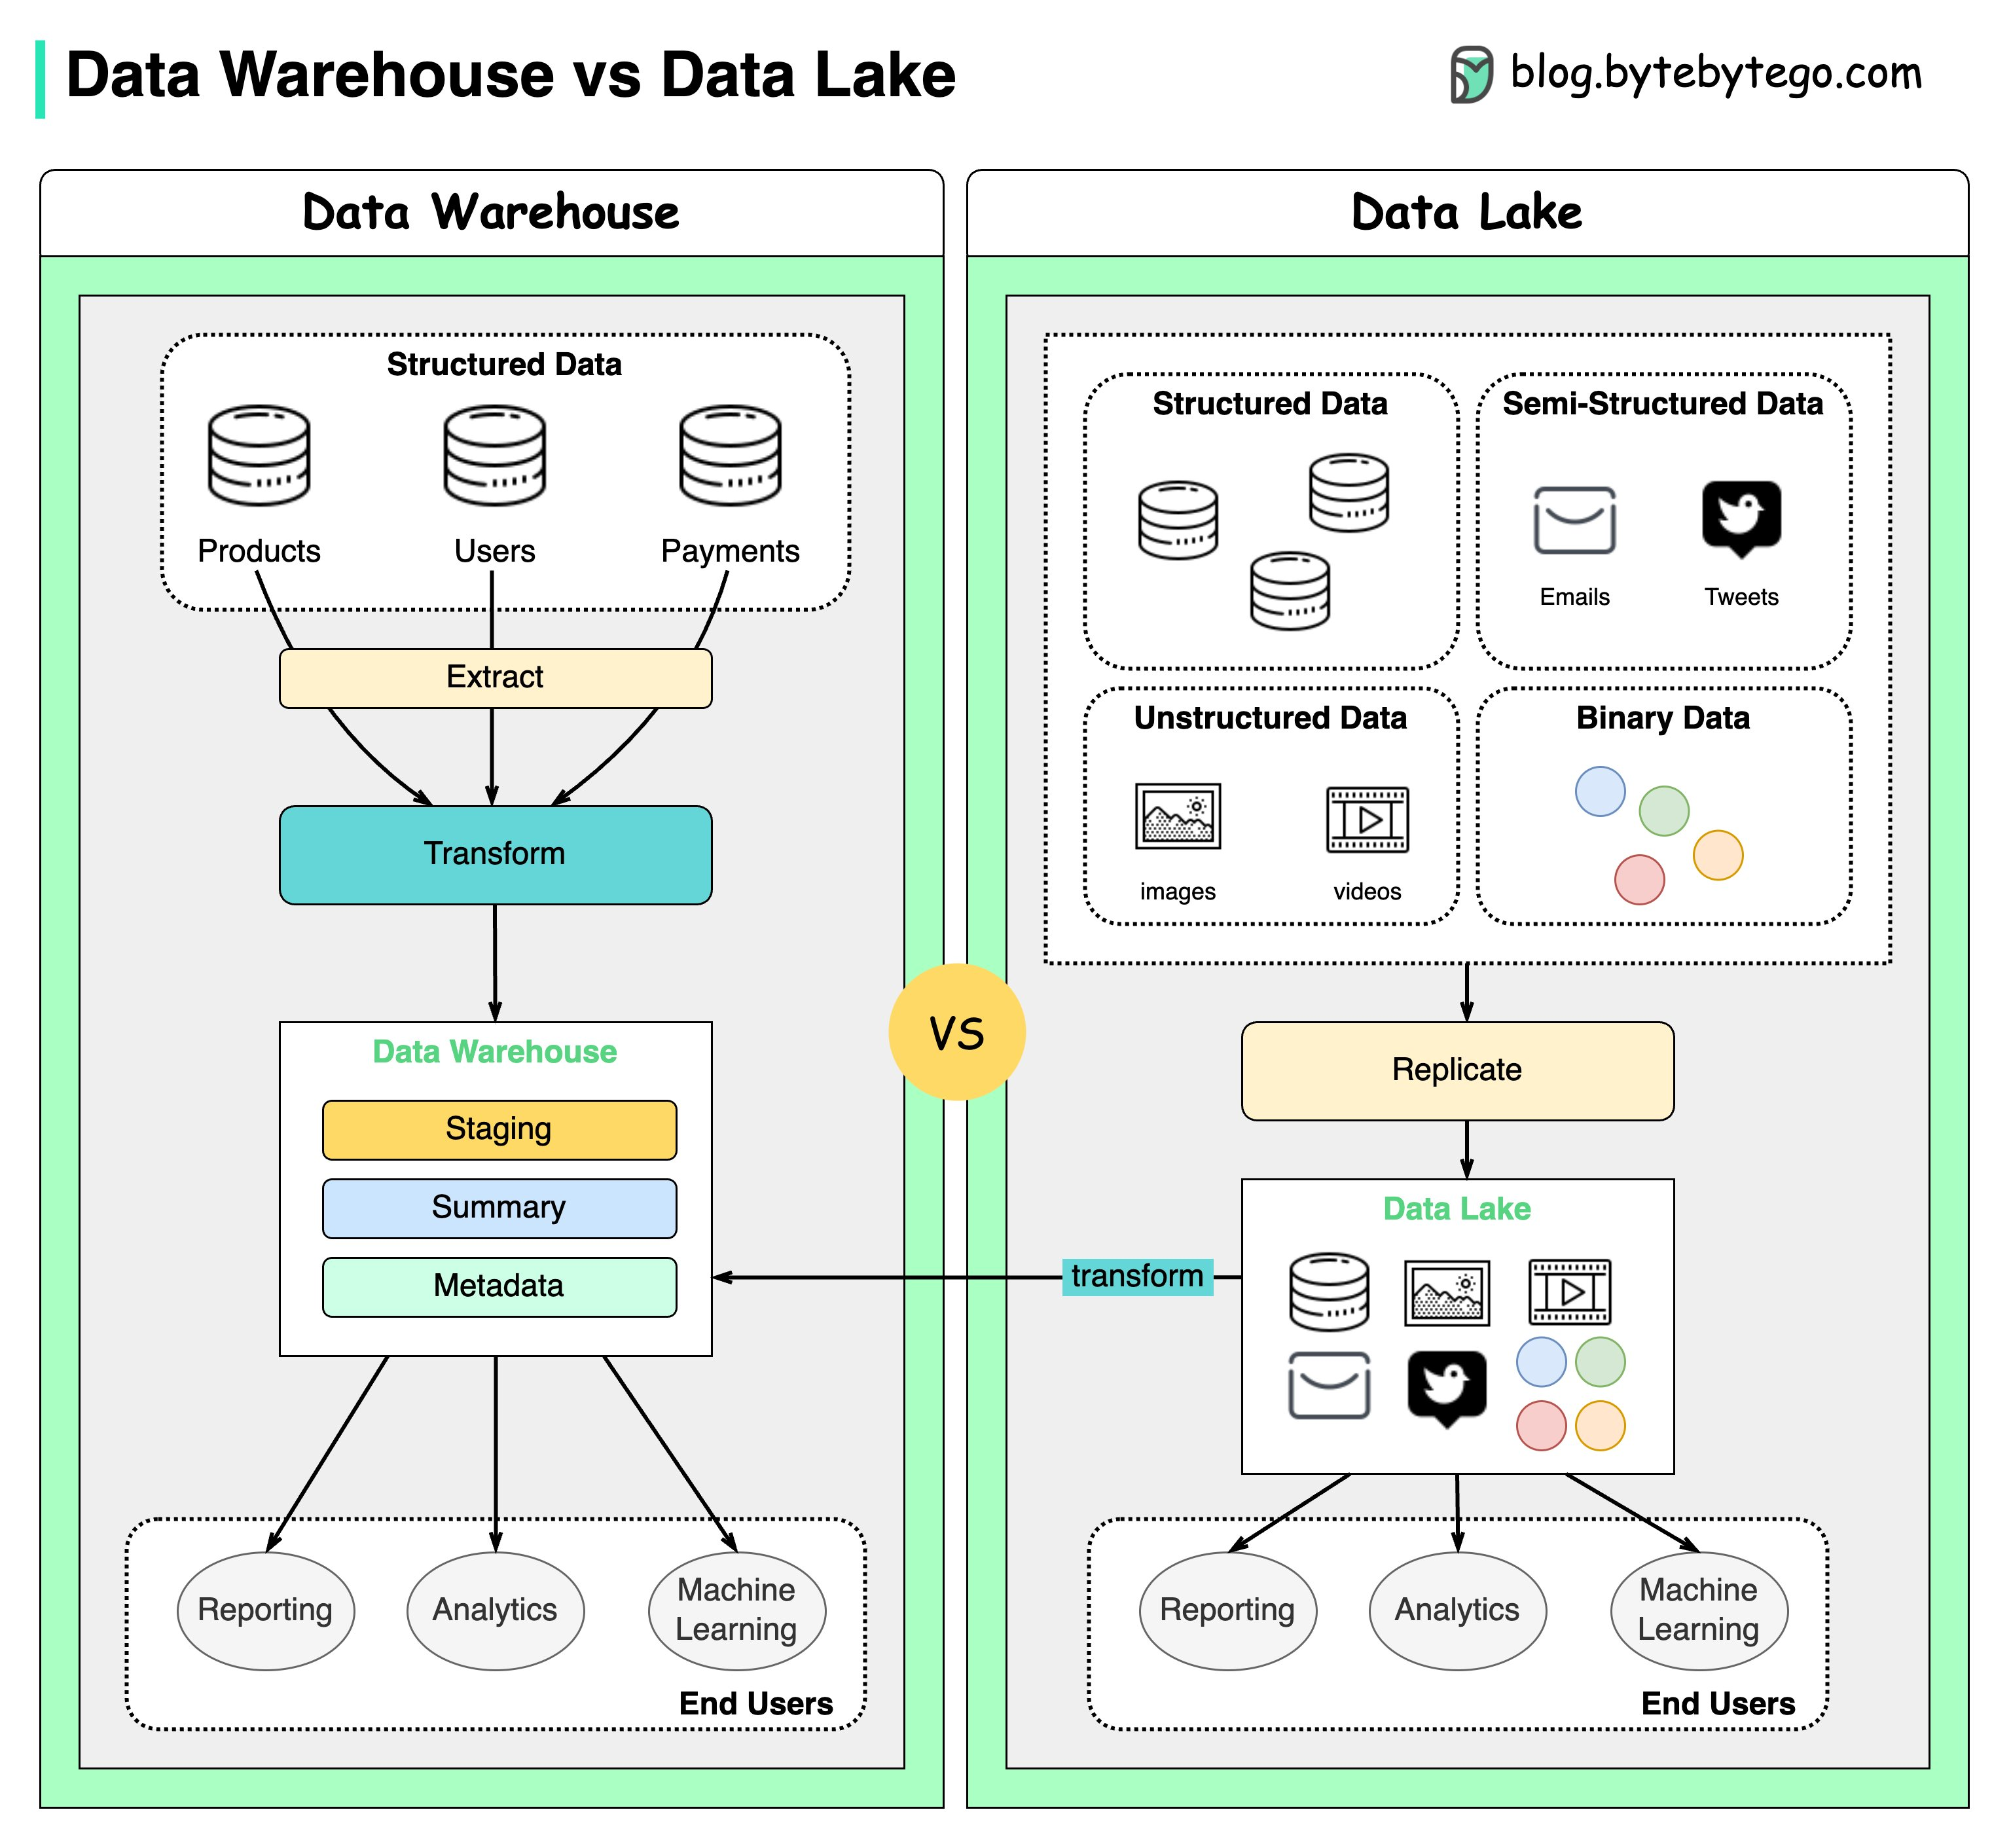 Data Warehouse vs Data Lake
blog.bytebytego.com
Data Warehouse
Structured Data
Products
Users
Payments
Extract
Transform
Data Warehouse
Staging
Summary
Metadata
Reporting
Analytics
Machine
Learning
End Users
vs
Data Lake
Structured Data
Semi-Structured Data
Emails
Tweets
Unstructured Data
images
videos
Binary Data
Replicate
Data Lake
transform
Reporting
Analytics
Machine
Learning
End Users